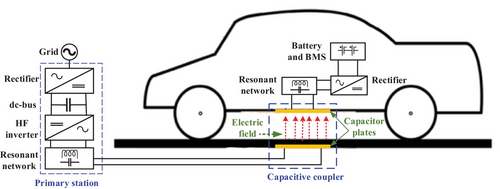 Grid
Rectifier
dc-bus
HF
inverter
Resonant
network
Primary station
Battery
and BMS
Resonant
network
Rectifier
Electric
field
Capacitor
plates
Capacitive coupler